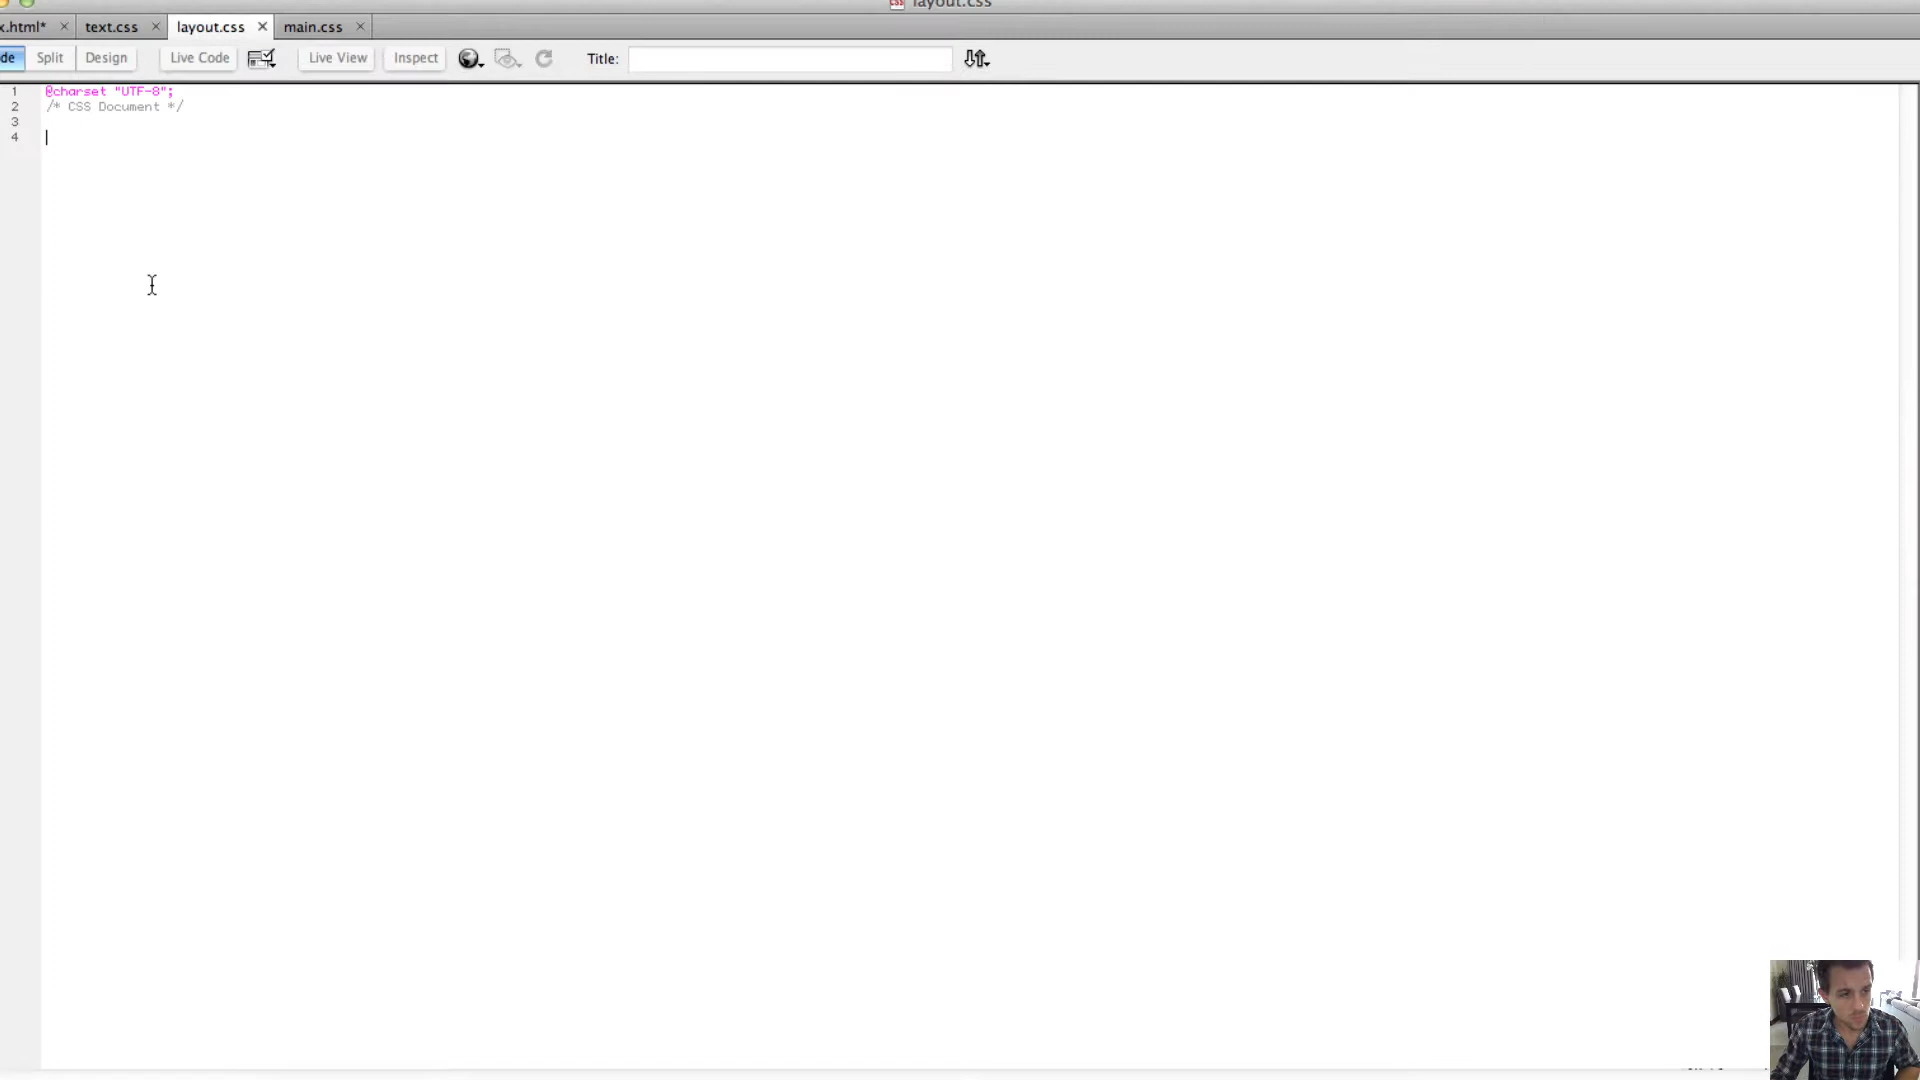 layout.css
x.html* × text.css × layout.css × main.css ×
de Split Design Live Code Live View Inspect Title:
1 @charset "UTF-8";
2 /* CSS Document */
3
4